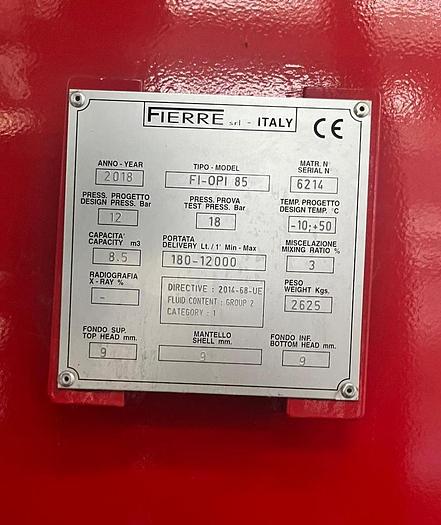 FIERRE srl - ITALY CE
ANNO - YEAR
2018
TIPO - MODEL
FI-OPI 85
MATR. N°
SERIAL N°
6214
PRESS. PROGETTO
DESIGN PRESS. Bar
12
PRESS. PROVA
TEST PRESS. Bar
18
TEMP. PROGETTO
DESIGN TEMP. °C
-10;+50
CAPACITA'
CAPACITY m3
8.5
PORTATA
DELIVERY Lt. / 1' Min - Max
180-12000
MISCELAZIONE
MIXING RATIO %
3
RADIOGRAFIA
X - RAY %
-
DIRECTIVE : 2014-68-UE
FLUID CONTENT : GROUP 2
CATEGORY : 1
PESO
WEIGHT Kgs.
2625
FONDO SUP.
TOP HEAD mm.
9
MANTELLO
SHELL mm.
9
FONDO INF.
BOTTOM HEAD mm.
9